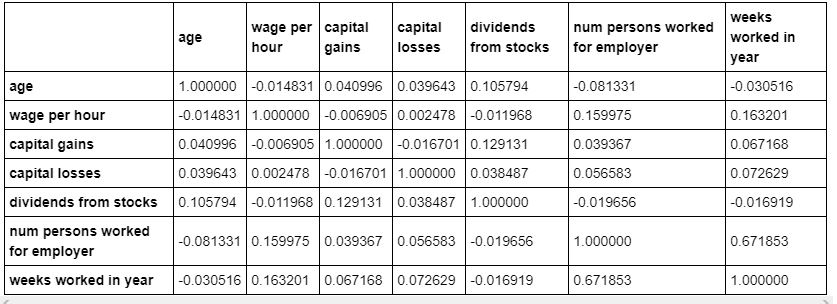 age wage per hour capital gains capital losses dividends from stocks num persons worked for employer weeks worked in year
age 1.000000 -0.014831 0.040996 0.039643 0.105794 -0.081331 -0.030516
wage per hour -0.014831 1.000000 -0.006905 0.002478 -0.011968 0.159975 0.163201
capital gains 0.040996 -0.006905 1.000000 -0.016701 0.129131 0.039367 0.067168
capital losses 0.039643 0.002478 -0.016701 1.000000 0.038487 0.056583 0.072629
dividends from stocks 0.105794 -0.011968 0.129131 0.038487 1.000000 -0.019656 -0.016919
num persons worked for employer -0.081331 0.159975 0.039367 0.056583 -0.019656 1.000000 0.671853
weeks worked in year -0.030516 0.163201 0.067168 0.072629 -0.016919 0.671853 1.000000